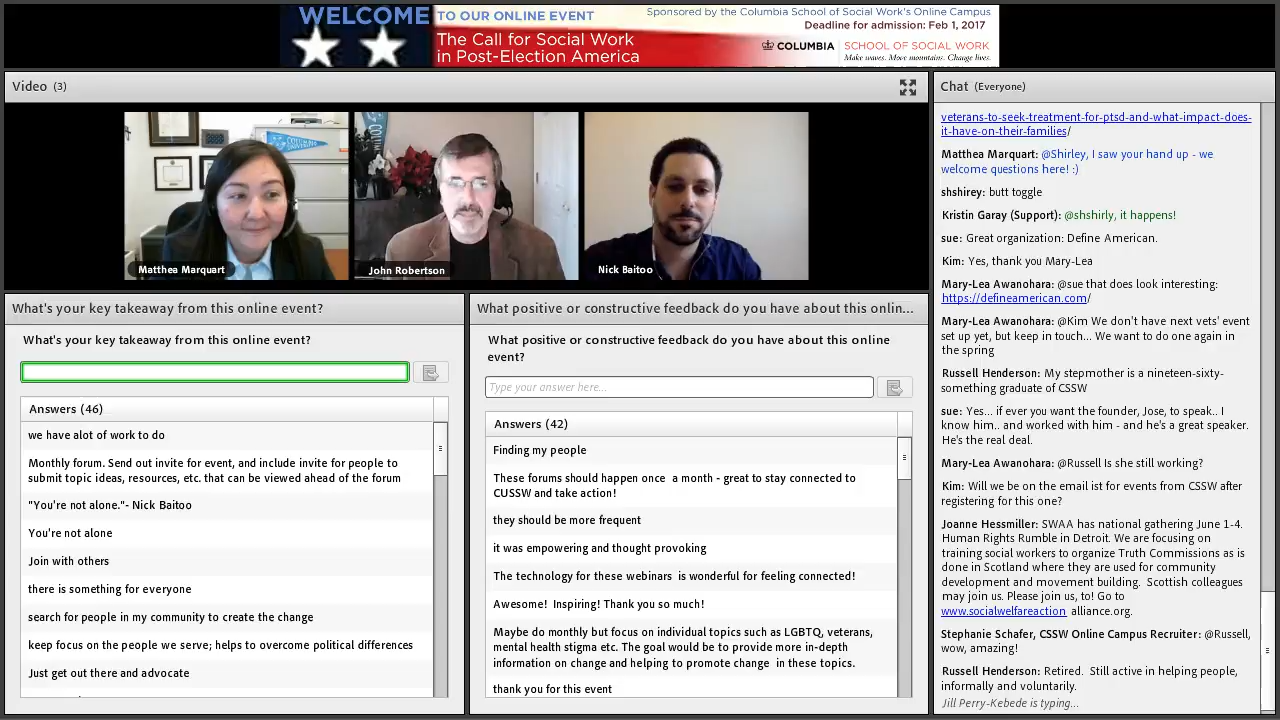 WELCOME TO OUR ONLINE EVENT
The Call for Social Work
in Post-Election America
Sponsored by the Columbia School of Social Work's Online Campus
Deadline for admission: Feb 1, 2017
COLUMBIA SCHOOL OF SOCIAL WORK
Make waves. Move mountains. Change lives.
Video (3)
Matthea Marquart
John Robertson
Nick Baitoo
What's your key takeaway from this online event?
What's your key takeaway from this online event?
Answers (46)
we have alot of work to do
Monthly forum. Send out invite for event, and include invite for people to
submit topic ideas, resources, etc. that can be viewed ahead of the forum
"You're not alone."- Nick Baitoo
You're not alone
Join with others
there is something for everyone
search for people in my community to create the change
keep focus on the people we serve; helps to overcome political differences
Just get out there and advocate
What positive or constructive feedback do you have about this onlin...
What positive or constructive feedback do you have about this online
event?
Type your answer here...
Answers (42)
Finding my people
These forums should happen once a month - great to stay connected to
CUSSW and take action!
they should be more frequent
it was empowering and thought provoking
The technology for these webinars is wonderful for feeling connected!
Awesome! Inspiring! Thank you so much!
Maybe do monthly but focus on individual topics such as LGBTQ, veterans,
mental health stigma etc. The goal would be to provide more in-depth
information on change and helping to promote change in these topics.
thank you for this event
Chat (Everyone)
veterans-to-seek-treatment-for-ptsd-and-what-impact-does-
it-have-on-their-families/
Matthea Marquart: @Shirley, I saw your hand up - we
welcome questions here! :)
shshirey: butt toggle
Kristin Garay (Support): @shshirly, it happens!
sue: Great organization: Define American.
Kim: Yes, thank you Mary-Lea
Mary-Lea Awanohara: @sue that does look interesting:
https://defineamerican.com/
Mary-Lea Awanohara: @Kim We don't have next vets' event
set up yet, but keep in touch... We want to do one again in
the spring
Russell Henderson: My stepmother is a nineteen-sixty-
something graduate of CSSW
sue: Yes... if ever you want the founder, Jose, to speak.. I
know him.. and worked with him - and he's a great speaker.
He's the real deal.
Mary-Lea Awanohara: @Russell Is she still working?
Kim: Will we be on the email ist for events from CSSW after
registering for this one?
Joanne Hessmiller: SWAA has national gathering June 1-4.
Human Rights Rumble in Detroit. We are focusing on
training social workers to organize Truth Commissions as is
done in Scotland where they are used for community
development and movement building. Scottish colleagues
may join us. Please join us, to! Go to
www.socialwelfareaction alliance.org.
Stephanie Schafer, CSSW Online Campus Recruiter: @Russell,
wow, amazing!
Russell Henderson: Retired. Still active in helping people,
informally and voluntarily.
Jill Perry-Kebede is typing...